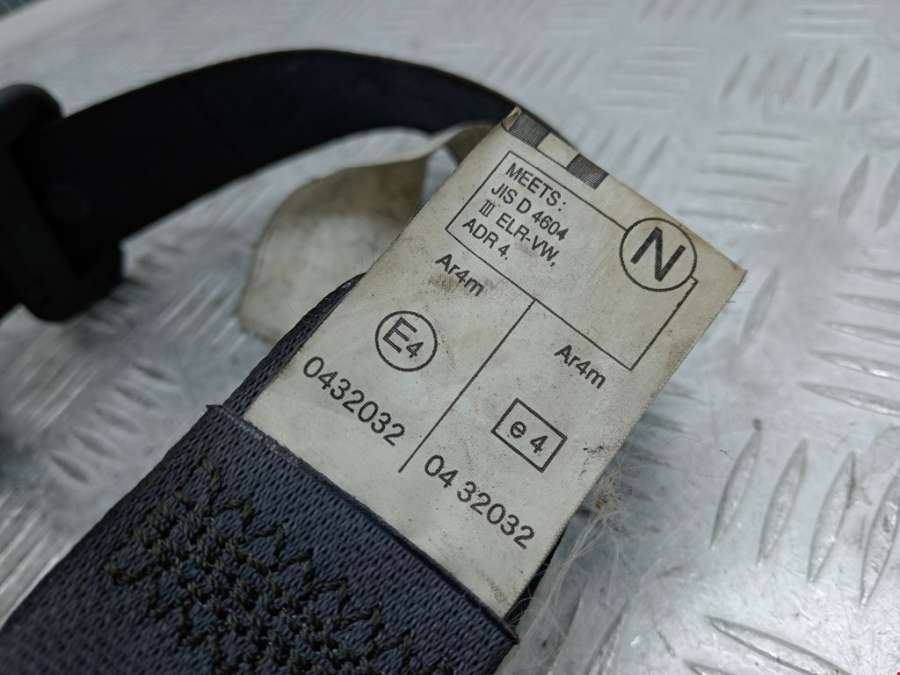 MEETS:
JIS D 4604
III ELR-VW,
ADR 4.
N
Ar4m
E4
0432032
Ar4m
e 4
04 32032